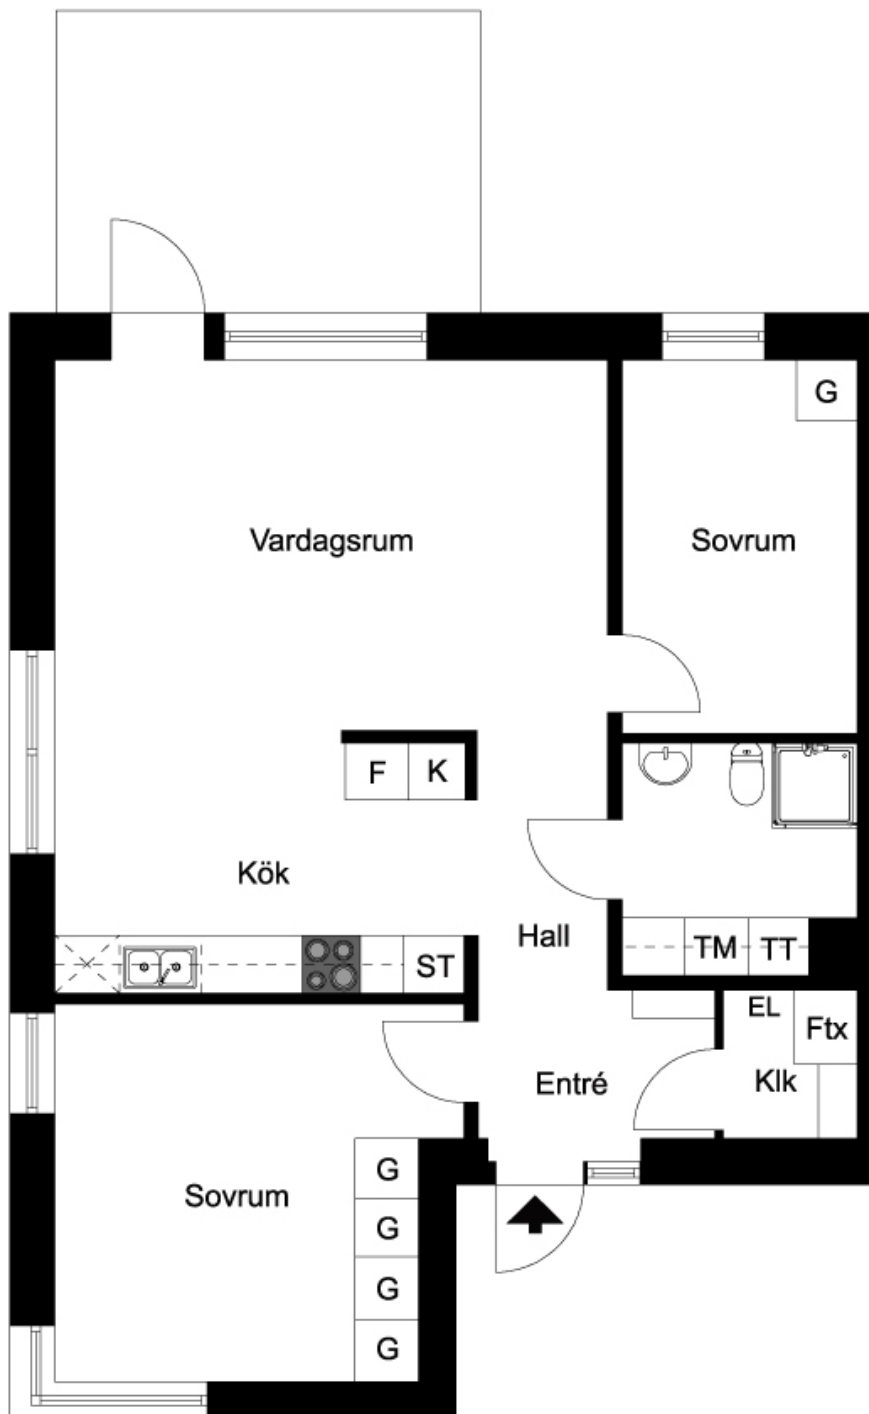 G
Vardagsrum
Sovrum
F
K
Kök
Hall
ST
TM
TT
EL
Ftx
Entré
Klk
Sovrum
G
G
G
G